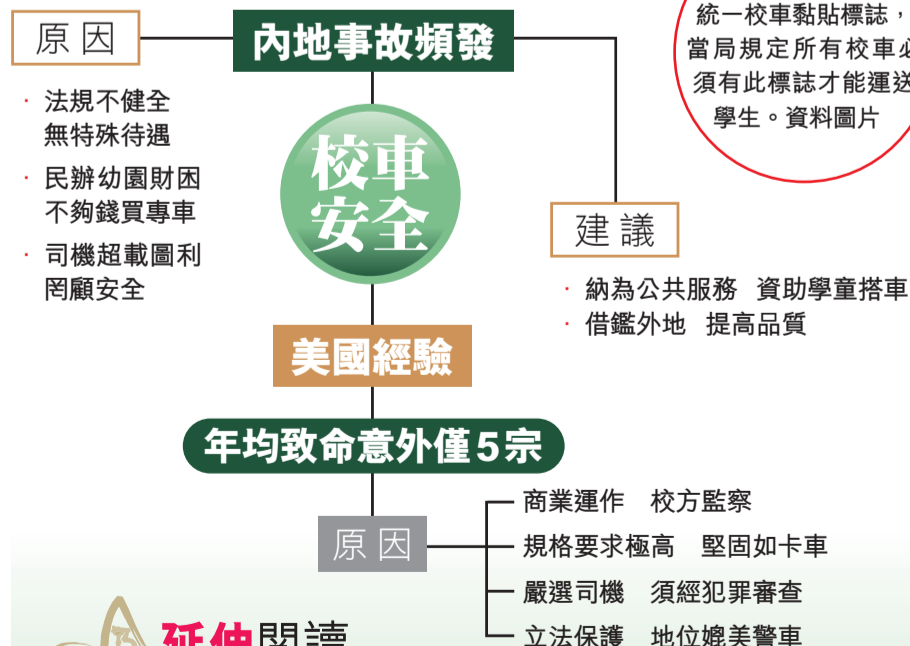 原因
內地事故頻發
統一校車黏貼標誌，
當局規定所有校車必
須有此標誌才能運送
學生。資料圖片
· 法規不健全
無特殊待遇
· 民辦幼園財困
不夠錢買專車
· 司機超載圖利
罔顧安全
校車
安全
建議
· 納為公共服務 資助學童搭車
· 借鑑外地 提高品質
美國經驗
年均致命意外僅5宗
原因
商業運作 校方監察
規格要求極高 堅固如卡車
嚴選司機 須經犯罪審查
立法保護 地位媲美警車
延伸閱讀